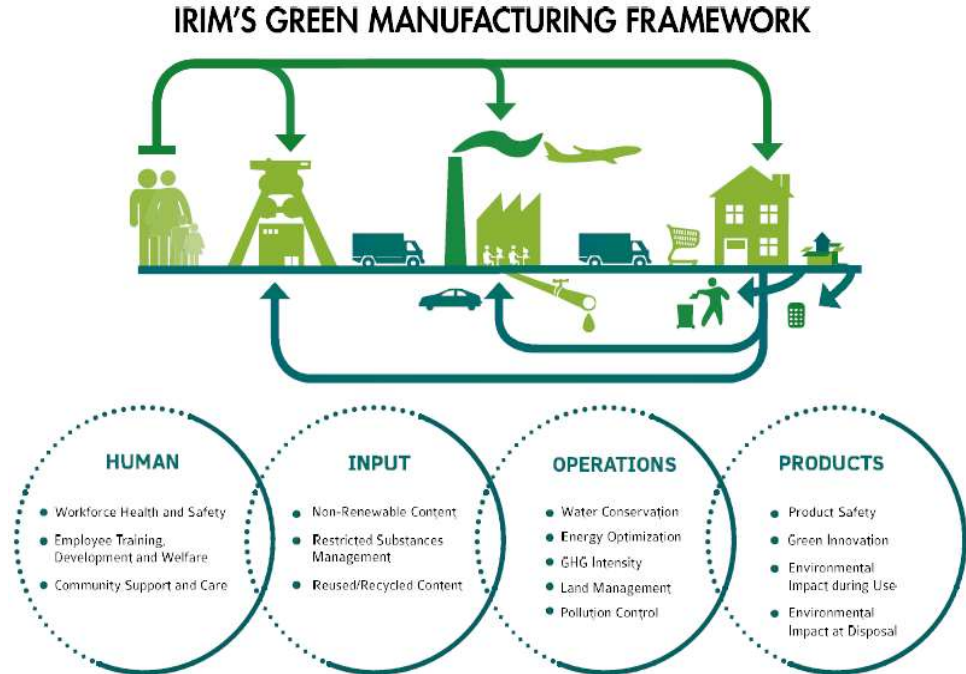 IRIM'S GREEN MANUFACTURING FRAMEWORK
HUMAN
• Workforce Health and Safety
• Employee Training,
Development and Welfare
• Community Support and Care
INPUT
• Non-Renewable Content
• Restricted Substances
Management
• Reused/Recycled Content
OPERATIONS
• Water Conservation
• Energy Optimization
• GHG Intensity
• Land Management
• Pollution Control
PRODUCTS
• Product Safety
• Green Innovation
• Environmental
Impact during Use
• Environmental
Impact at Disposal